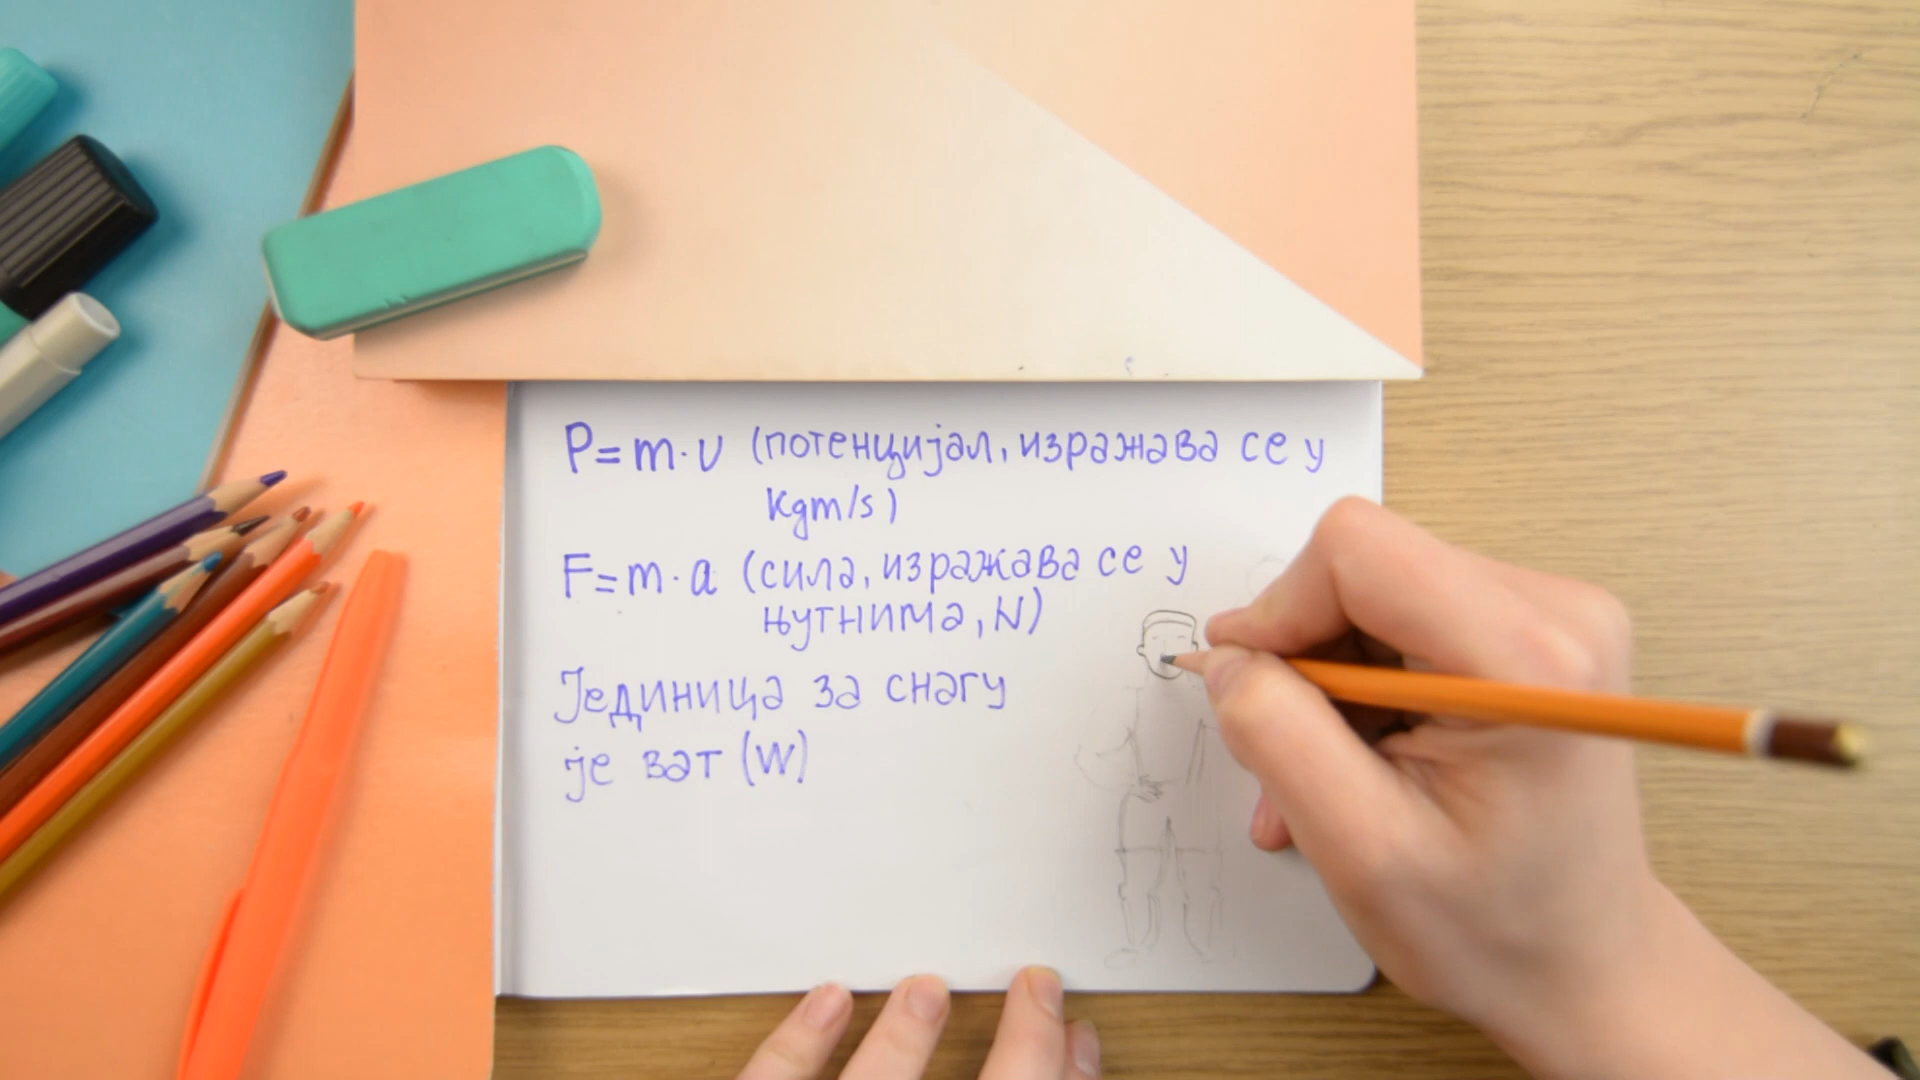 P=m·v (потенцијал, изражава се у
kgm/s)
F=m·a (сила, изражава се у
њутнима, N)
Јединица за снагу
је ват (W)